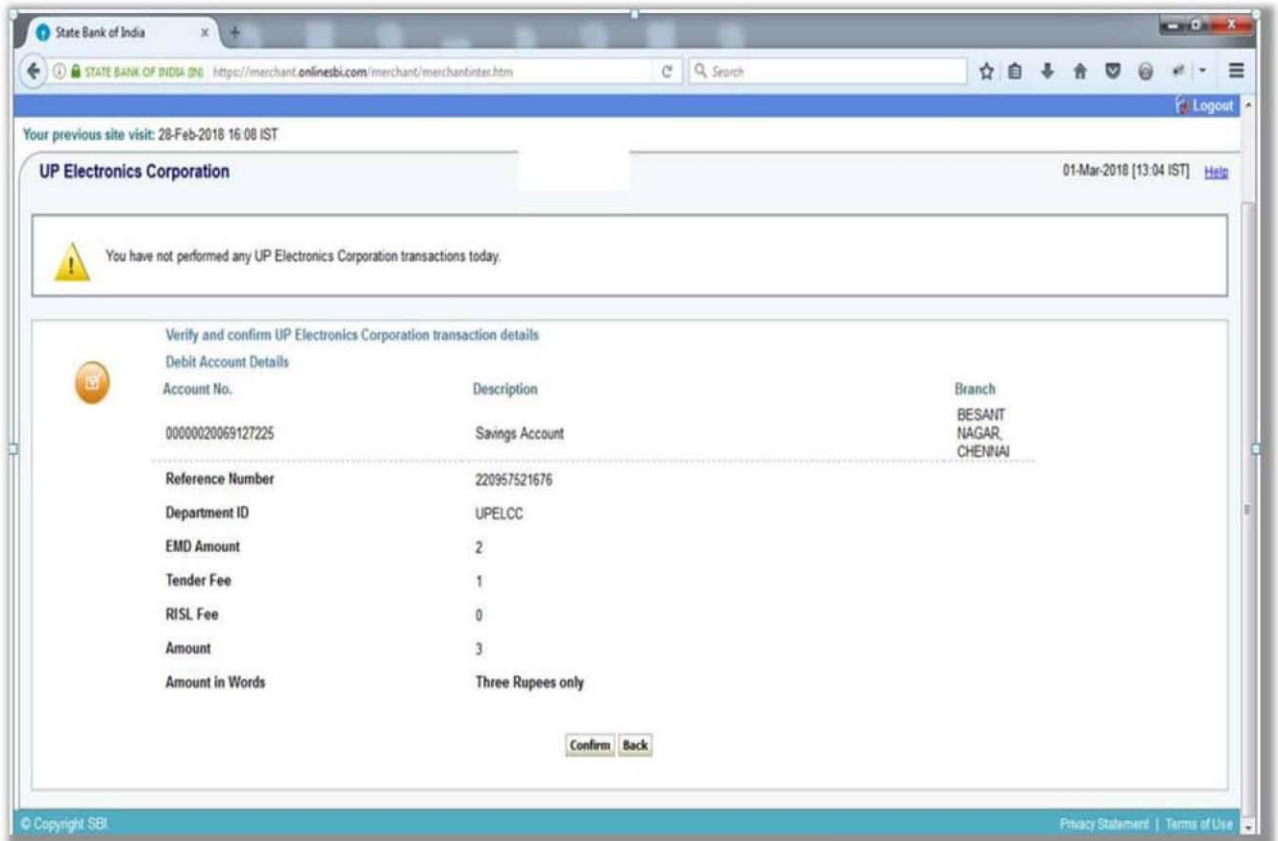 State Bank of India
STATE BANK OF INDIA (IN) https://merchant.onlinesbi.com/merchant/merchantinter.htm Search
Logout
Your previous site visit: 28-Feb-2018 16:08 IST
UP Electronics Corporation 01-Mar-2018 [13:04 IST] Help
You have not performed any UP Electronics Corporation transactions today.
Verify and confirm UP Electronics Corporation transaction details
Debit Account Details
Account No. Description Branch
00000020069127225 Savings Account BESANT
NAGAR,
CHENNAI
Reference Number 220957521676
Department ID UPELCC
EMD Amount 2
Tender Fee 1
RISL Fee 0
Amount 3
Amount in Words Three Rupees only
Confirm Back
© Copyright SBI. Privacy Statement | Terms of Use